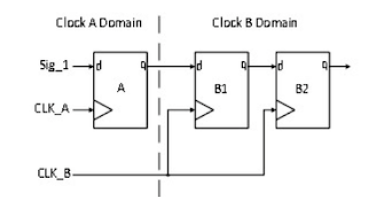 Clock A Domain Clock B Domain
Sig_1 d q d q d q
A B1 B2
CLK_A
CLK_B